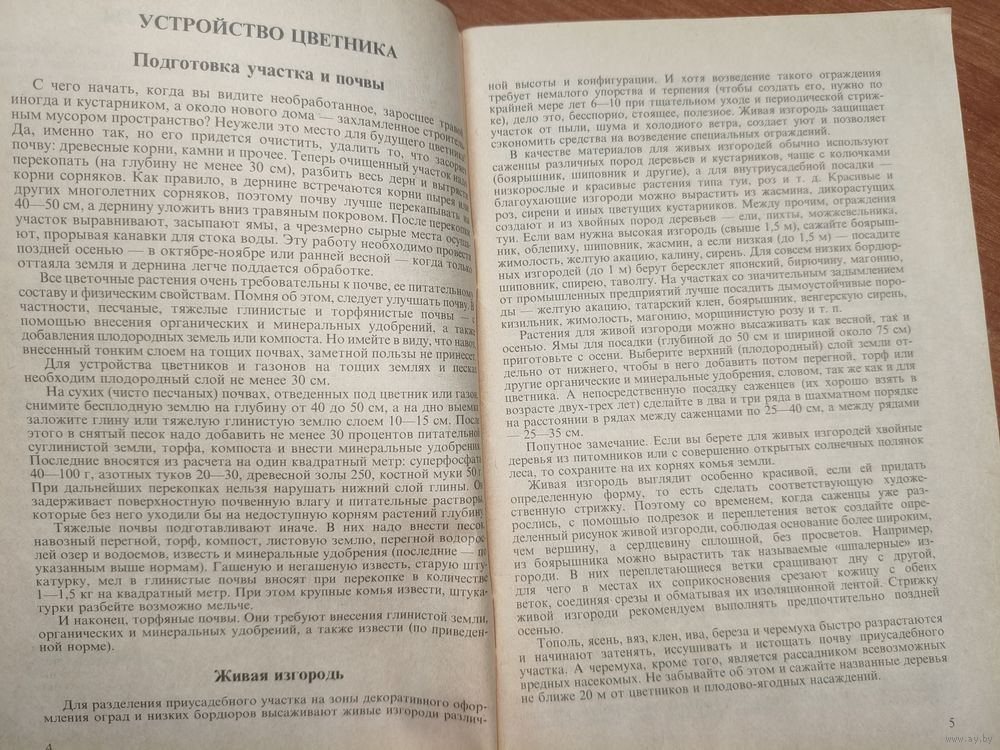 УСТРОЙСТВО ЦВЕТНИКА
Подготовка участка и почвы
С чего начать, когда вы видите необработанное, заросшее травой,
иногда и кустарником, а около нового дома — захламленное строитель-
ным мусором пространство? Неужели это место для будущего цветника?
Да, именно так, но его придется очистить, удалить то, что засоряет
почву: древесные корни, камни и прочее. Теперь очищенный участок надо
перекопать (на глубину не менее 30 см), разбить весь дерн и вытрясти
корни сорняков. Как правило, в дернине встречаются корни пырея или
других многолетних сорняков, поэтому почву лучше перекапывать на
40—50 см, а дернину уложить вниз травяным покровом. После перекопки
участок выравнивают, засыпают ямы, а чрезмерно сырые места осуша-
ют, прорывая канавки для стока воды. Эту работу необходимо провести
поздней осенью — в октябре-ноябре или ранней весной — когда только
оттаяла земля и дернина легче поддается обработке.
Все цветочные растения очень требовательны к почве, ее питательному
составу и физическим свойствам. Помня об этом, следует улучшать почву. В
частности, песчаные, тяжелые глинистые и торфянистые почвы — с
помощью внесения органических и минеральных удобрений, а также
добавления плодородных земель или компоста. Но имейте в виду, что навоз,
внесенный тонким слоем на тощих почвах, заметной пользы не принесет.
Для устройства цветников и газонов на тощих землях и песках
необходим плодородный слой не менее 30 см.
На сухих (чисто песчаных) почвах, отведенных под цветник или газон,
снимите бесплодную землю на глубину от 40 до 50 см, а на дно выемки
заложите глину или тяжелую глинистую землю слоем 10—15 см. После
этого в снятый песок надо добавить не менее 30 процентов питательной
суглинистой земли, торфа, компоста и внести минеральные удобрения.
Последние вносятся из расчета на один квадратный метр: суперфосфата
40—100 г, азотных туков 20—30, древесной золы 250, костной муки 50 г.
При дальнейших перекопках нельзя нарушать нижний слой глины. Он
задерживает поверхностную почвенную влагу и питательные растворы,
которые без него уходили бы на недоступную корням растений глубину.
Тяжелые почвы подготавливают иначе. В них надо внести песок,
навозный перегной, торф, компост, листовую землю, перегной водорос-
лей озер и водоемов, известь и минеральные удобрения (последние — по
указанным выше нормам). Гашеную и негашеную известь, старую шту-
катурку, мел в глинистые почвы вносят при перекопке в количестве
1—1,5 кг на квадратный метр. При этом крупные комья извести, штука-
турки разбейте возможно мельче.
И наконец, торфяные почвы. Они требуют внесения глинистой земли,
органических и минеральных удобрений, а также извести (по приведен-
ной норме).
Живая изгородь
Для разделения приусадебного участка на зоны декоративного офор-
мления оград и низких бордюров высаживают живые изгороди различ-
4
ной высоты и конфигурации. И хотя возведение такого ограждения
требует немалого упорства и терпения (чтобы создать его, нужно по
крайней мере лет 6—10 при тщательном уходе и периодической стриж-
ке), дело это, бесспорно, стоящее, полезное. Живая изгородь защищает
участок от пыли, шума и холодного ветра, создает уют и позволяет
сэкономить средства на возведение специальных ограждений.
В качестве материалов для живых изгородей обычно используют
саженцы различных пород деревьев и кустарников, чаще с колючками
(боярышник, шиповник и другие), а для внутриусадебной посадки —
низкорослые и красивые растения типа туи, роз и т. д. Красивые и
благоухающие изгороди можно вырастить из жасмина, дикорастущих
роз, сирени и иных цветущих кустарников. Между прочим, ограждения
создают и из хвойных пород деревьев — ели, пихты, можжевельника,
туи. Если вам нужна высокая изгородь (свыше 1,5 м), сажайте боярыш-
ник, облепиху, шиповник, жасмин, а если низкая (до 1,5 м) — посадите
жимолость, желтую акацию, калину, сирень. Для совсем низких бордюр-
ных изгородей (до 1 м) берут бересклет японский, бирючину, магонию,
шиповник, спирею, таволгу. На участках со значительным задымлением
от промышленных предприятий лучше посадить дымоустойчивые поро-
ды — желтую акацию, татарский клен, боярышник, венгерскую сирень,
кизильник, жимолость, магонию, морщинистую розу и т. п.
Растения для живой изгороди можно высаживать как весной, так и
осенью. Ямы для посадки (глубиной до 50 см и шириной около 75 см)
приготовьте с осени. Выберите верхний (плодородный) слой земли от-
дельно от нижнего, чтобы в него добавить потом перегной, торф или
другие органические и минеральные удобрения, словом, так же как и для
цветника. А непосредственную посадку саженцев (их хорошо взять в
возрасте двух-трех лет) сделайте в два и три ряда в шахматном порядке
на расстоянии в рядах между саженцами по 25—40 см, а между рядами
— 25—35 см.
Попутное замечание. Если вы берете для живых изгородей хвойные
деревья из питомников или с совершенно открытых солнечных полянок
леса, то сохраните на их корнях комья земли.
Живая изгородь выглядит особенно красивой, если ей придать
определенную форму, то есть сделать соответствующую художе-
ственную стрижку. Поэтому со временем, когда саженцы уже раз-
рослись, с помощью подрезок и переплетения веток создайте опре-
деленный рисунок живой изгороди, соблюдая основание более широким,
чем вершину, а сердцевину сплошной, без просветов. Например,
из боярышника можно вырастить так называемые «шпалерные» из-
городи. В них переплетающиеся ветки сращивают дну с другой,
для чего в местах их соприкосновения срезают кожицу с обеих
веток, соединяя срезы и обматывая их изоляционной лентой. Стрижку
живой изгороди рекомендуем выполнять предпочтительно поздней
осенью.
Тополь, ясень, вяз, клен, ива, береза и черемуха быстро разрастаются
и начинают затенять, иссушивать и истощать почву приусадебного
участка. А черемуха, кроме того, является рассадником всевозможных
вредных насекомых. Не забывайте об этом и сажайте названные деревья
не ближе 20 м от цветников и плодово-ягодных насаждений.
5
www.ay.by